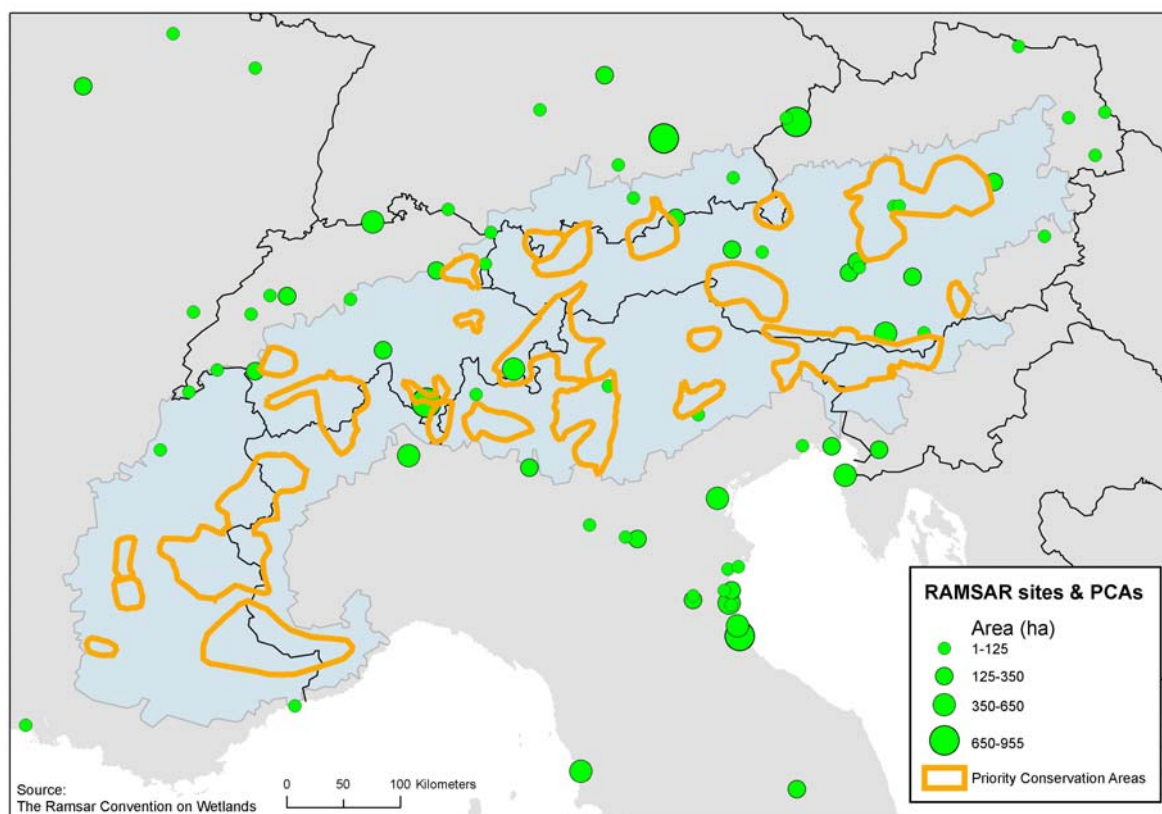 RAMSAR sites & PCAs
Area (ha)
1-125
125-350
350-650
650-955
Priority Conservation Areas
0 50 100 Kilometers
Source:
The Ramsar Convention on Wetlands